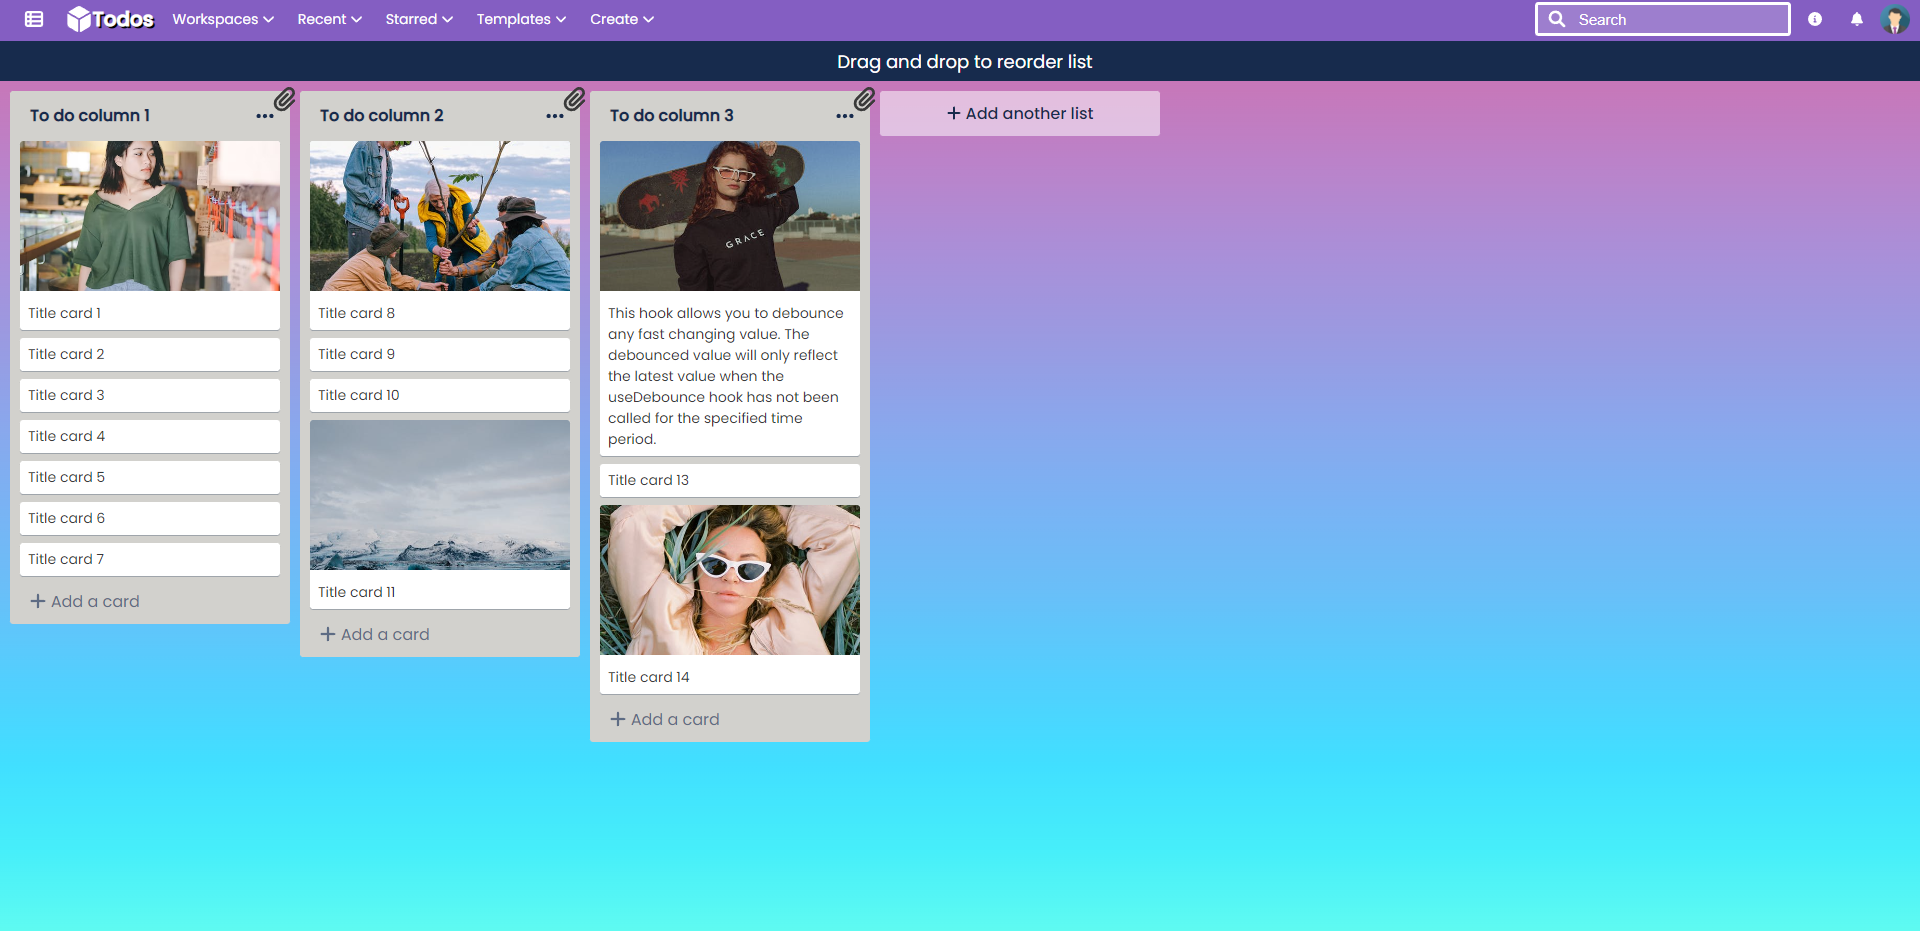 Todos
Workspaces
Recent
Starred
Templates
Create
Search
Drag and drop to reorder list
To do column 1
Title card 1
Title card 2
Title card 3
Title card 4
Title card 5
Title card 6
Title card 7
Add a card
To do column 2
Title card 8
Title card 9
Title card 10
Title card 11
Add a card
To do column 3
GRACE
This hook allows you to debounce
any fast changing value. The
debounced value will only reflect
the latest value when the
useDebounce hook has not been
called for the specified time
period.
Title card 13
Title card 14
Add a card
Add another list